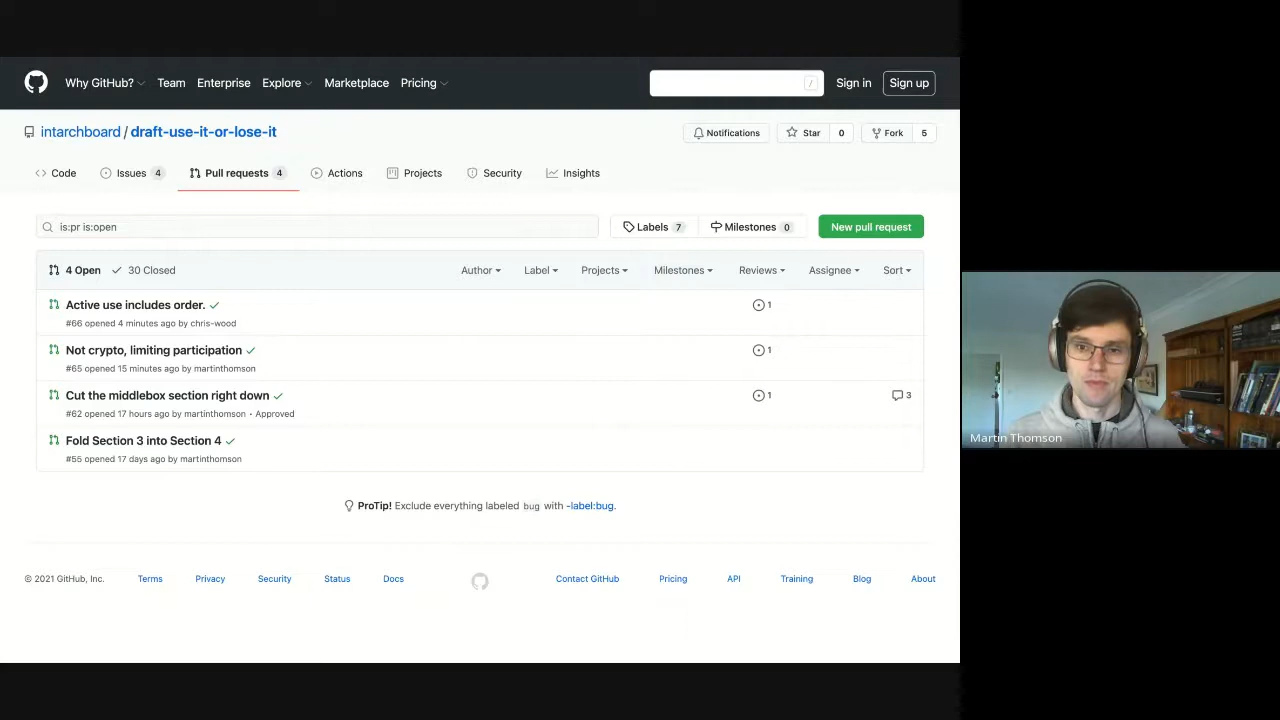 Why GitHub? Team Enterprise Explore Marketplace Pricing / Sign in Sign up
intarchboard / draft-use-it-or-lose-it Notifications Star 0 Fork 5
Code Issues 4 Pull requests 4 Actions Projects Security Insights
is:pr is:open Labels 7 Milestones 0 New pull request
4 Open 30 Closed Author Label Projects Milestones Reviews Assignee Sort
Active use includes order. 1
#66 opened 4 minutes ago by chris-wood
Not crypto, limiting participation 1
#65 opened 15 minutes ago by martinthomson
Cut the middlebox section right down 1 3
#62 opened 17 hours ago by martinthomson • Approved
Fold Section 3 into Section 4
#55 opened 17 days ago by martinthomson
ProTip! Exclude everything labeled bug with -label:bug.
© 2021 GitHub, Inc. Terms Privacy Security Status Docs Contact GitHub Pricing API Training Blog About
Martin Thomson